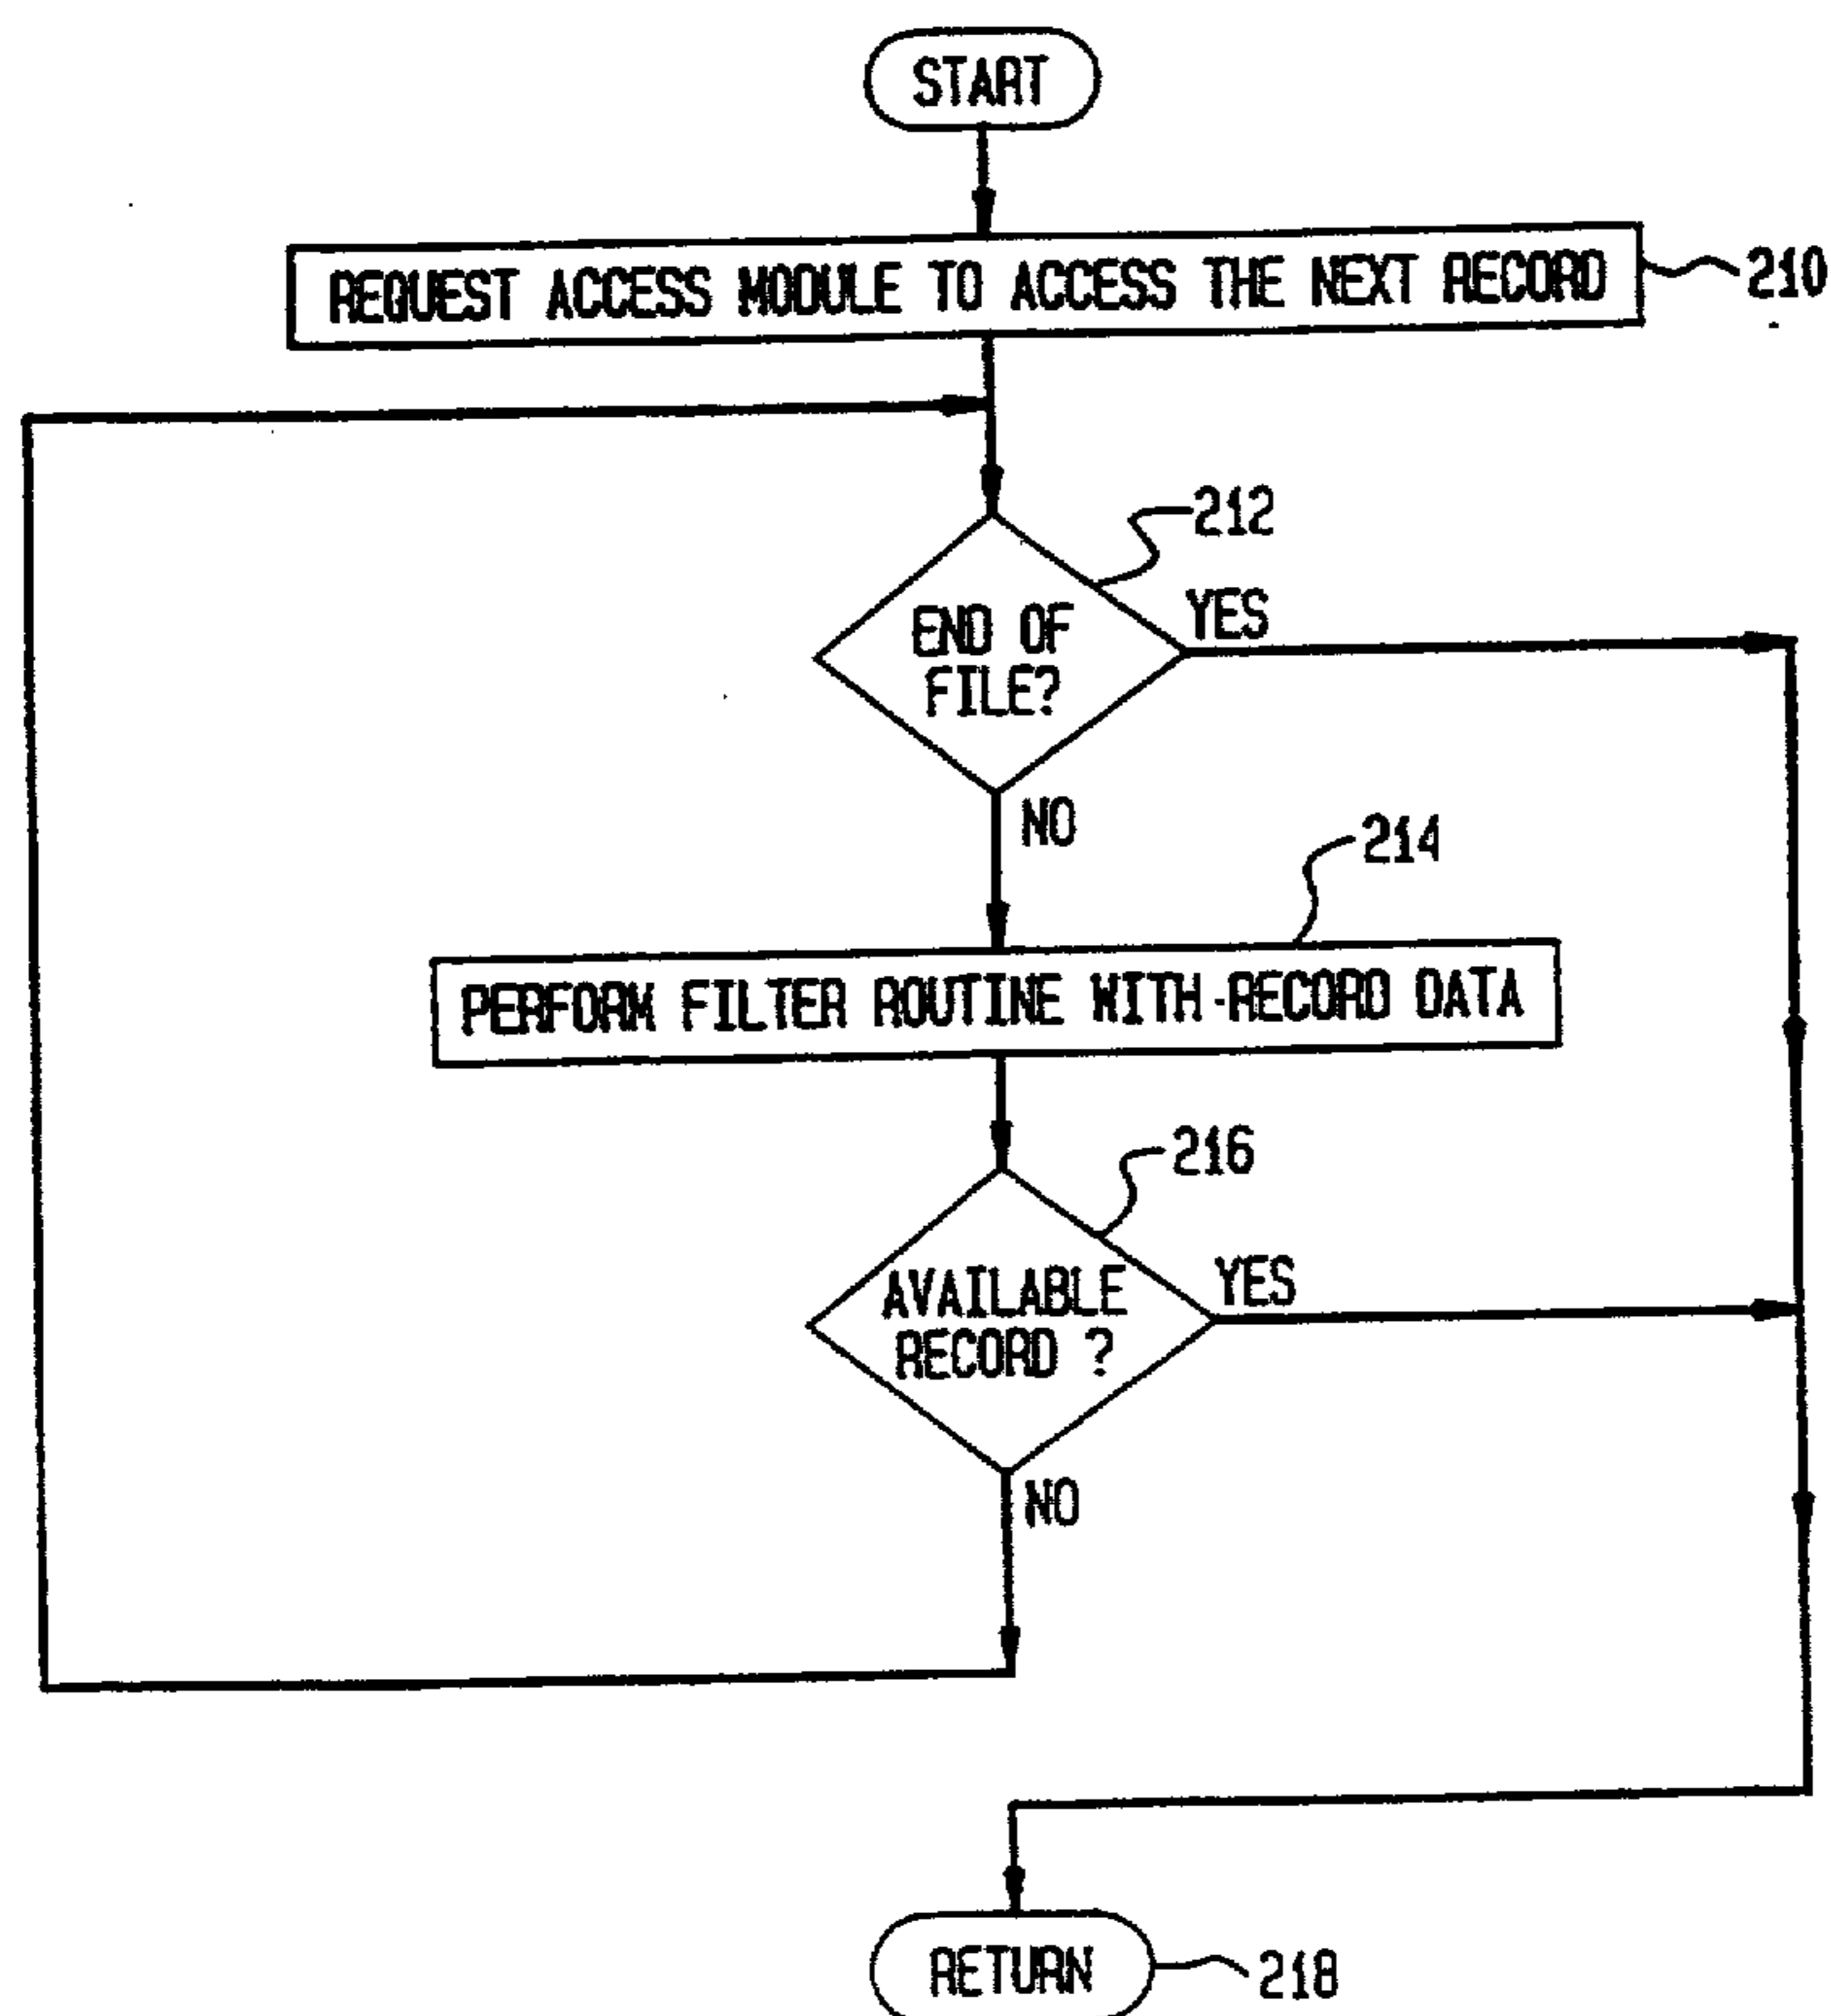 START
REQUEST ACCESS MODULE TO ACCESS THE NEXT RECORD
210
212
END OF
FILE?
YES
NO
214
PERFORM FILTER ROUTINE WITH-RECORD DATA
216
AVAILABLE
RECORD ?
YES
NO
RETURN
218